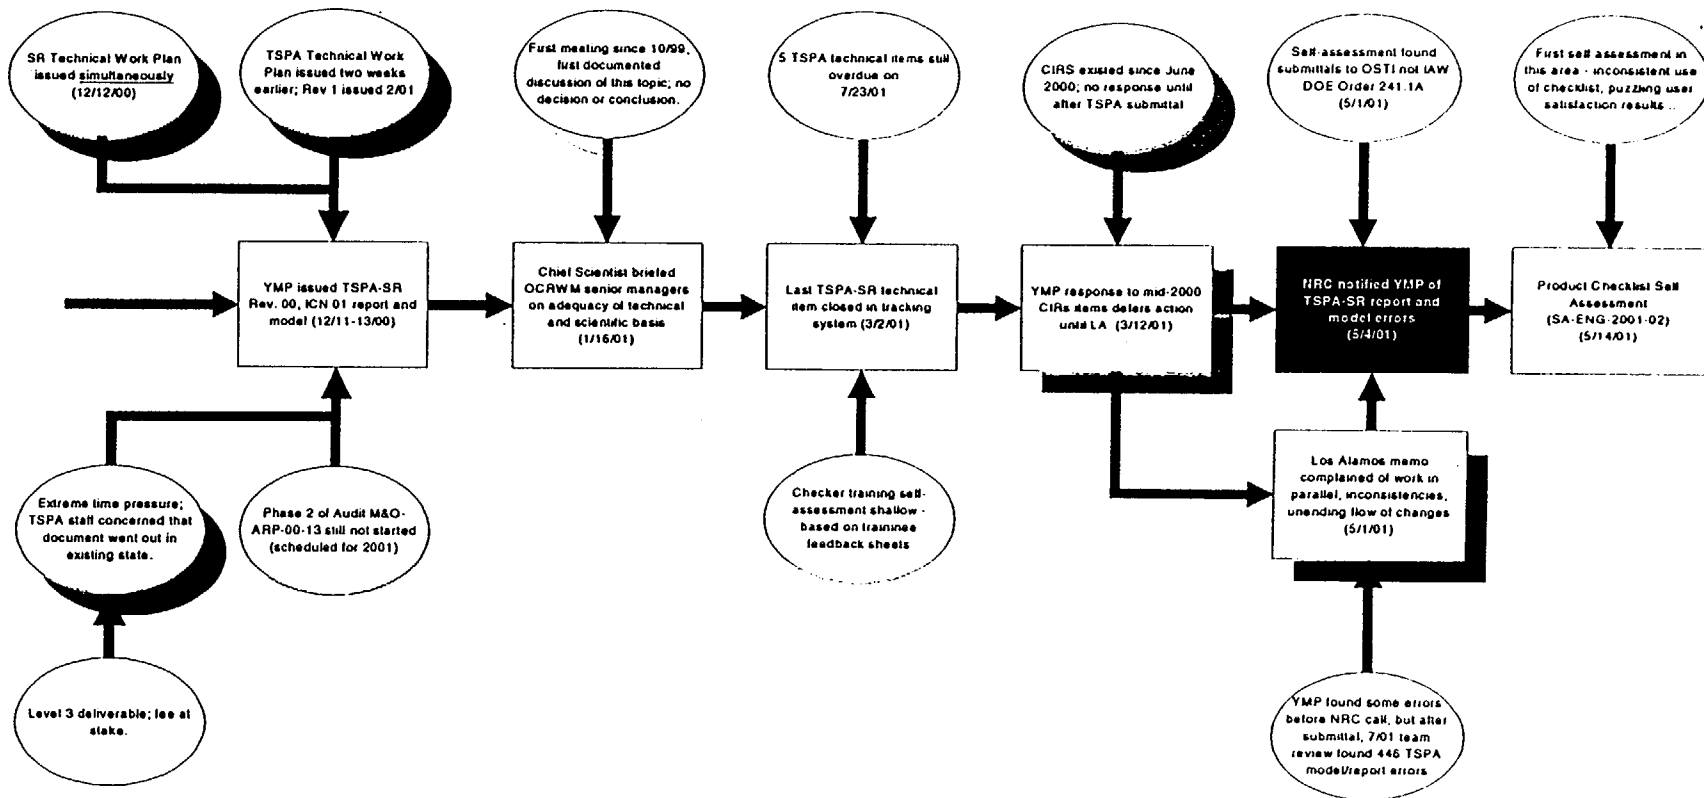 SR Technical Work Plan
issued simultaneously
(12/12/00)
TSPA Technical Work
Plan issued two weeks
earlier; Rev 1 issued 2/01
First meeting since 10/99,
first documented
discussion of this topic; no
decision or conclusion.
5 TSPA technical items still
overdue on
7/23/01
CIRS existed since June
2000; no response until
after TSPA submittal
Self-assessment found
submittals to OSTI not IAW
DOE Order 241.1A
(5/1/01)
First self assessment in
this area - inconsistent use
of checklist, puzzling user
satisfaction results ..
YMP issued TSPA-SR
Rev. 00, ICN 01 report and
model (12/11-13/00)
Chief Scientist briefed
OCRWM senior managers
on adequacy of technical
and scientific basis
(1/16/01)
Last TSPA-SR technical
item closed in tracking
system (3/2/01)
YMP response to mid-2000
CIRs items defers action
until LA (3/12/01)
NRC notified YMP of
TSPA-SR report and
model errors
(5/4/01)
Product Checklist Self
Assessment
(SA-ENG-2001-02)
(5/14/01)
Extreme time pressure;
TSPA staff concerned that
document went out in
existing state.
Phase 2 of Audit M&O-
ARP-00-13 still not started
(scheduled for 2001)
Checker training self-
assessment shallow -
based on traininee
feedback sheets
Los Alamos memo
complained of work in
parallel, inconsistencies,
unending flow of changes
(5/1/01)
Level 3 deliverable; fee at
stake.
YMP found some errors
before NRC call, but after
submittal, 7/01 team
review found 446 TSPA
model/report errors